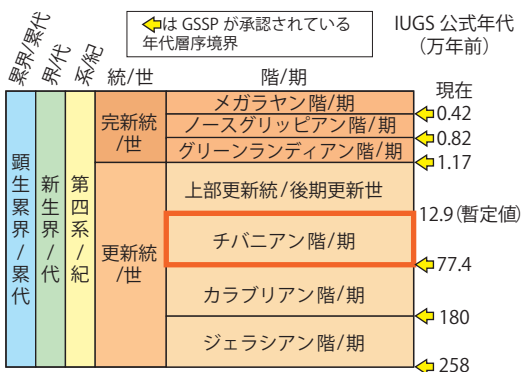 ⇦は GSSP が承認されている
年代層序境界
IUGS 公式年代
(万年前)
累界/累代
界/代
系/紀
統/世
階/期
現在
顕生累界/累代
新生界/代
第四系/紀
完新統
/世
メガラヤン階/期
0.42
ノースグリッピアン階/期
0.82
グリーンランディアン階/期
1.17
更新統
/世
上部更新統/後期更新世
12.9(暫定値)
チバニアン階/期
77.4
カラブリアン階/期
180
ジェラシアン階/期
258